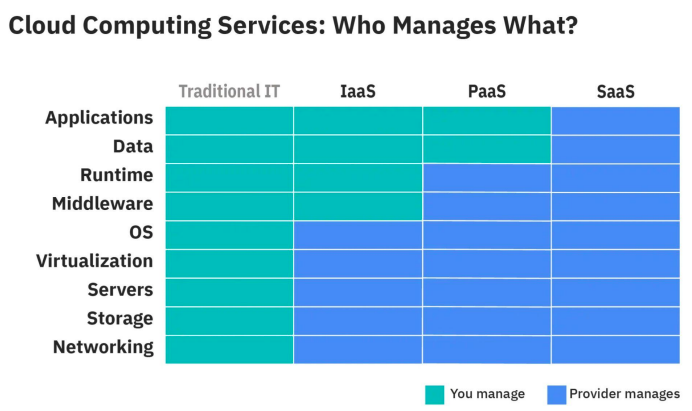 Cloud Computing Services: Who Manages What?
Traditional IT IaaS PaaS SaaS
Applications
Data
Runtime
Middleware
OS
Virtualization
Servers
Storage
Networking
You manage Provider manages